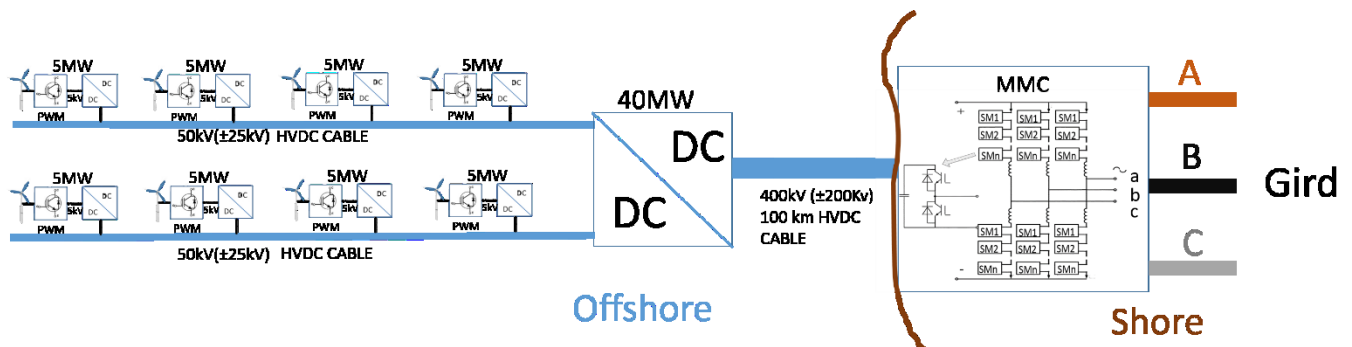 5MW 5MW 5MW 5MW
DC DC DC DC
5kV 5kV 5kV 5kV
DC DC DC DC
PWM PWM PWM PWM
50kV(±25kV) HVDC CABLE
5MW 5MW 5MW 5MW
DC DC DC DC
5kV 5kV 5kV 5kV
DC DC DC DC
PWM PWM PWM PWM
50kV(±25kV) HVDC CABLE
40MW
DC
DC
400kV (±200Kv)
100 km HVDC
CABLE
Offshore
MMC
+
SM1 SM1 SM1
SM2 SM2 SM2
SMn SMn SMn
~
a
b
c
SM1 SM1 SM1
SM2 SM2 SM2
SMn SMn SMn
-
A
B
C
Gird
Shore